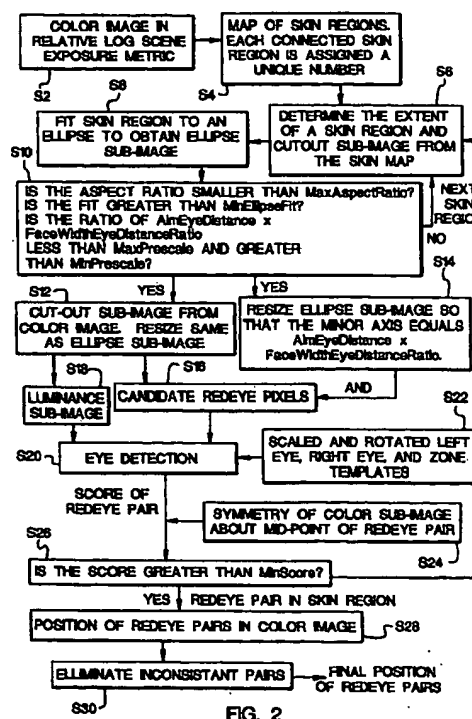 COLOR IMAGE IN
RELATIVE LOG SCENE
EXPOSURE METRIC
S2
MAP OF SKIN REGIONS.
EACH CONNECTED SKIN
REGION IS ASSIGNED A
UNIQUE NUMBER
S4
S6
DETERMINE THE EXTENT
OF A SKIN REGION AND
CUTOUT SUB-IMAGE FROM
THE SKIN MAP
S8
FIT SKIN REGION TO AN
ELLIPSE TO OBTAIN ELLIPSE
SUB-IMAGE
S10
IS THE ASPECT RATIO SMALLER THAN MaxAspectRatio?
IS THE FIT GREATER THAN MinEllipseFit?
IS THE RATIO OF AimEyeDistance x
FaceWidthEyeDistanceRatio
LESS THAN MaxPrescale AND GREATER
THAN MinPrescale?
NEXT
SKIN
REGION
NO
YES
YES
S12
CUT-OUT SUB-IMAGE FROM
COLOR IMAGE. RESIZE SAME
AS ELLIPSE SUB-IMAGE
S14
RESIZE ELLIPSE SUB-IMAGE SO
THAT THE MINOR AXIS EQUALS
AimEyeDistance x
FaceWidthEyeDistanceRatio.
S18
LUMINANCE
SUB-IMAGE
S16
CANDIDATE REDEYE PIXELS
AND
S22
SCALED AND ROTATED LEFT
EYE, RIGHT EYE, AND ZONE
TEMPLATES
S20
EYE DETECTION
SCORE OF
REDEYE PAIR
SYMMETRY OF COLOR SUB-IMAGE
ABOUT MID-POINT OF REDEYE PAIR
S24
S26
IS THE SCORE GREATER THAN MinScore?
YES REDEYE PAIR IN SKIN REGION
POSITION OF REDEYE PAIRS IN COLOR IMAGE
S28
ELLIMINATE INCONSISTANT PAIRS
S30
FINAL POSITION
OF REDEYE PAIRS
FIG. 2